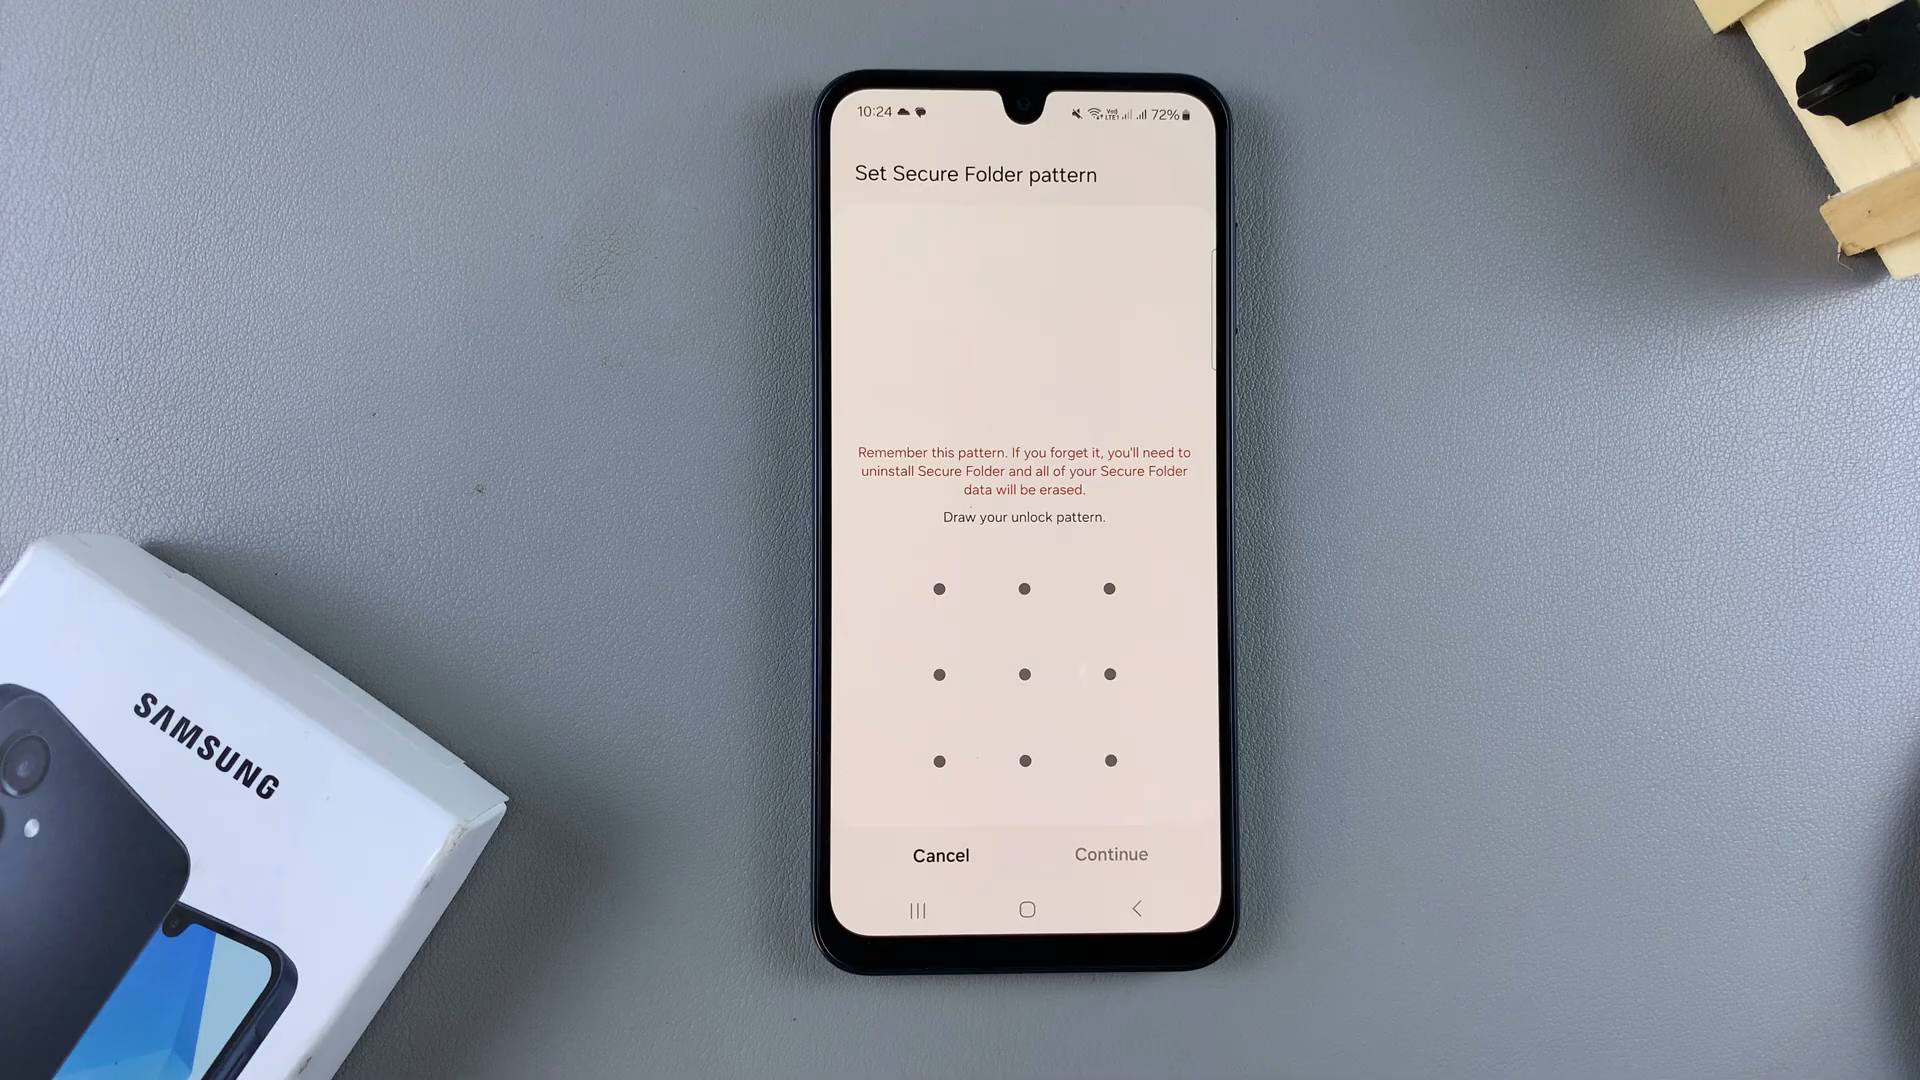 10:24
72%
Set Secure Folder pattern
Remember this pattern. If you forget it, you'll need to
uninstall Secure Folder and all of your Secure Folder
data will be erased.
Draw your unlock pattern.
Cancel
Continue
SAMSUNG